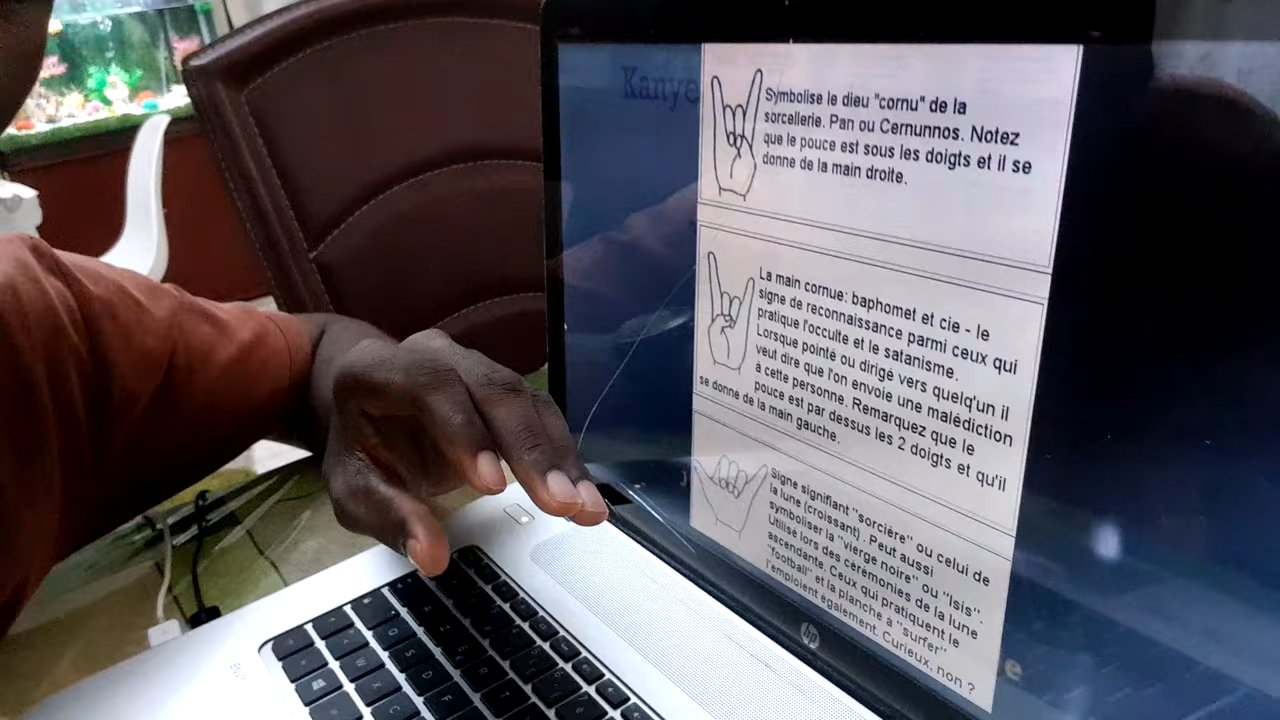 Kanye
Symbolise le dieu "cornu" de la
sorcellerie. Pan ou Cernunnos. Notez
que le pouce est sous les doigts et il se
donne de la main droite.
La main cornue: baphomet et cie - le
signe de reconnaissance parmi ceux qui
pratique l'occulte et le satanisme.
Lorsque pointé ou dirigé vers quelq'un il
veut dire que l'on envoie une malédiction
à cette personne. Remarquez que le
pouce est par dessus les 2 doigts et qu'il
se donne de la main gauche.
Signe signifiant "sorcière" ou celui de
la lune (croissant). Peut aussi
symboliser la "vierge noire" ou "Isis".
Utilisé lors des cérémonies de la lune
ascendante. Ceux qui pratiquent le
"football" et la planche à "surfer"
l'emploient également. Curieux, non ?
hp